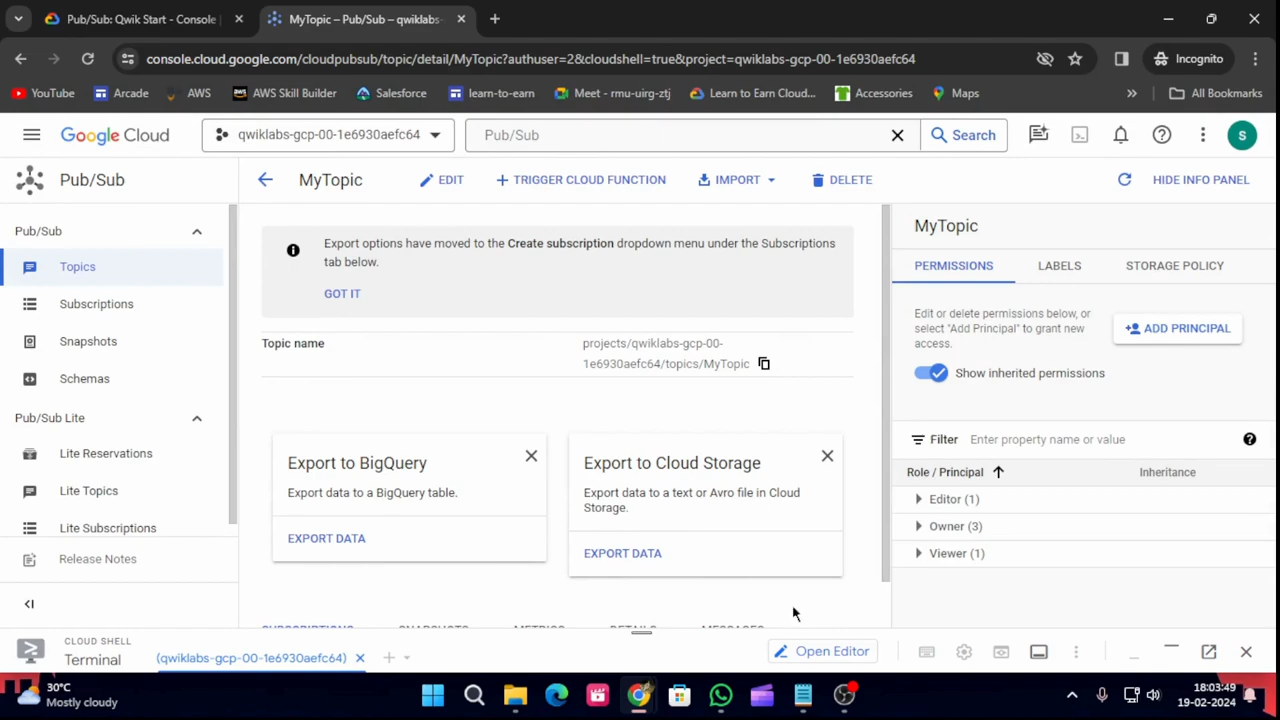 Pub/Sub: Qwik Start - Console
MyTopic – Pub/Sub – qwiklabs-
console.cloud.google.com/cloudpubsub/topic/detail/MyTopic?authuser=2&cloudshell=true&project=qwiklabs-gcp-00-1e6930aefc64
Incognito
YouTube
Arcade
AWS
AWS Skill Builder
Salesforce
learn-to-earn
Meet - rmu-uirg-ztj
Learn to Earn Cloud...
Accessories
Maps
All Bookmarks
Google Cloud
qwiklabs-gcp-00-1e6930aefc64
Pub/Sub
Search
S
Pub/Sub
MyTopic
EDIT
TRIGGER CLOUD FUNCTION
IMPORT
DELETE
HIDE INFO PANEL
Pub/Sub
Topics
Subscriptions
Snapshots
Schemas
Pub/Sub Lite
Lite Reservations
Lite Topics
Lite Subscriptions
Release Notes
Export options have moved to the Create subscription dropdown menu under the Subscriptions
tab below.
GOT IT
Topic name
projects/qwiklabs-gcp-00-
1e6930aefc64/topics/MyTopic
Export to BigQuery
Export data to a BigQuery table.
EXPORT DATA
Export to Cloud Storage
Export data to a text or Avro file in Cloud
Storage.
EXPORT DATA
SUBSCRIPTIONS
SNAPSHOTS
METRICS
DETAILS
MESSAGES
MyTopic
PERMISSIONS
LABELS
STORAGE POLICY
Edit or delete permissions below, or
select "Add Principal" to grant new
access.
ADD PRINCIPAL
Show inherited permissions
Filter
Enter property name or value
Role / Principal
Inheritance
Editor (1)
Owner (3)
Viewer (1)
CLOUD SHELL
Terminal
(qwiklabs-gcp-00-1e6930aefc64)
Open Editor
30°C
Mostly cloudy
18:03:49
19-02-2024